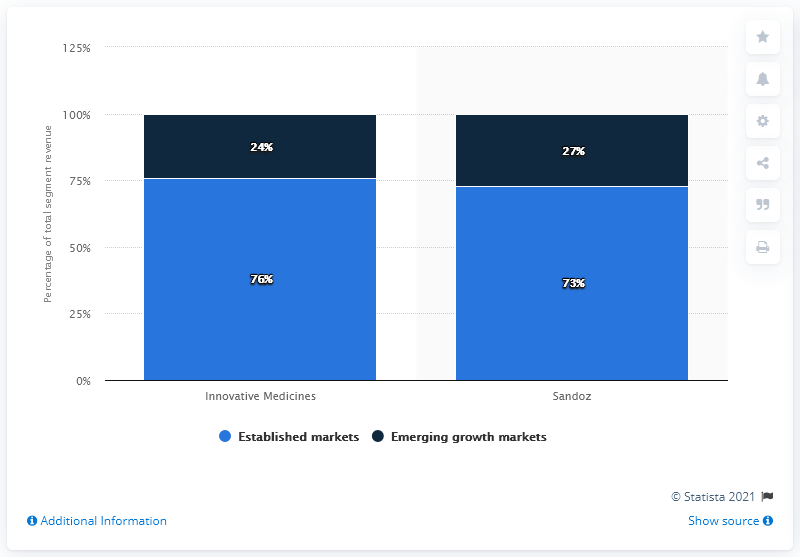 125%
100%
75%
50%
25%
0%
Percentage of total segment revenue
24%
27%
76%
73%
Innovative Medicines
Sandoz
Established markets
Emerging growth markets
© Statista 2021
Additional Information
Show source